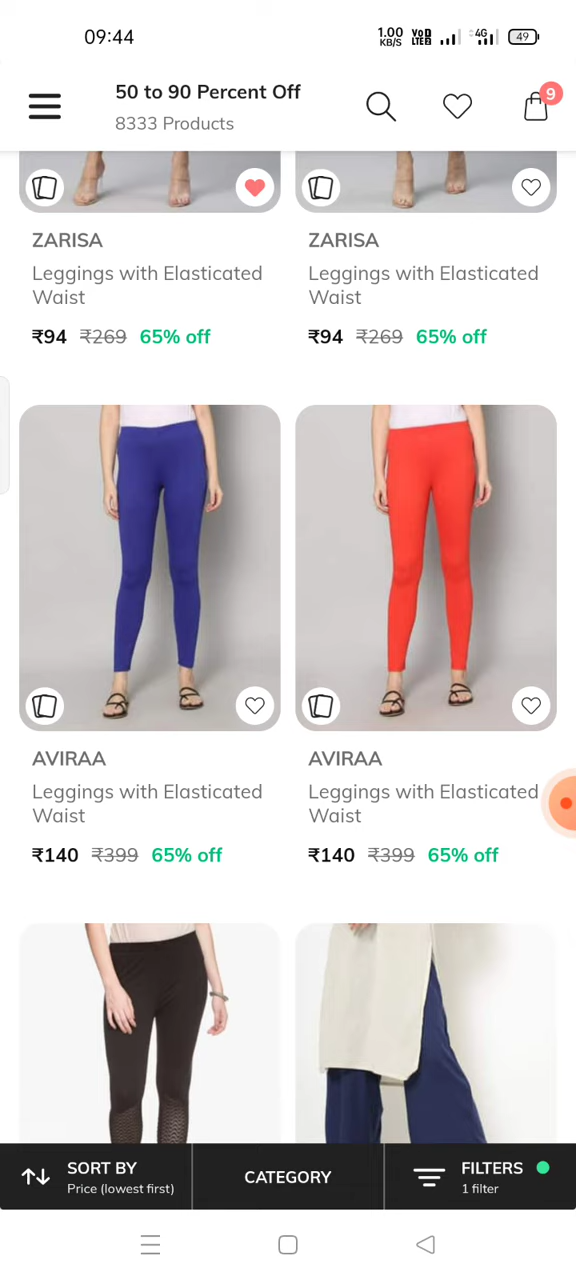 09:44
1.00
KB/S
VoD
LTE2
4G
49
50 to 90 Percent Off
8333 Products
9
ZARISA
Leggings with Elasticated
Waist
₹94 ₹269 65% off
ZARISA
Leggings with Elasticated
Waist
₹94 ₹269 65% off
AVIRAA
Leggings with Elasticated
Waist
₹140 ₹399 65% off
AVIRAA
Leggings with Elasticated
Waist
₹140 ₹399 65% off
SORT BY
Price (lowest first)
CATEGORY
FILTERS
1 filter